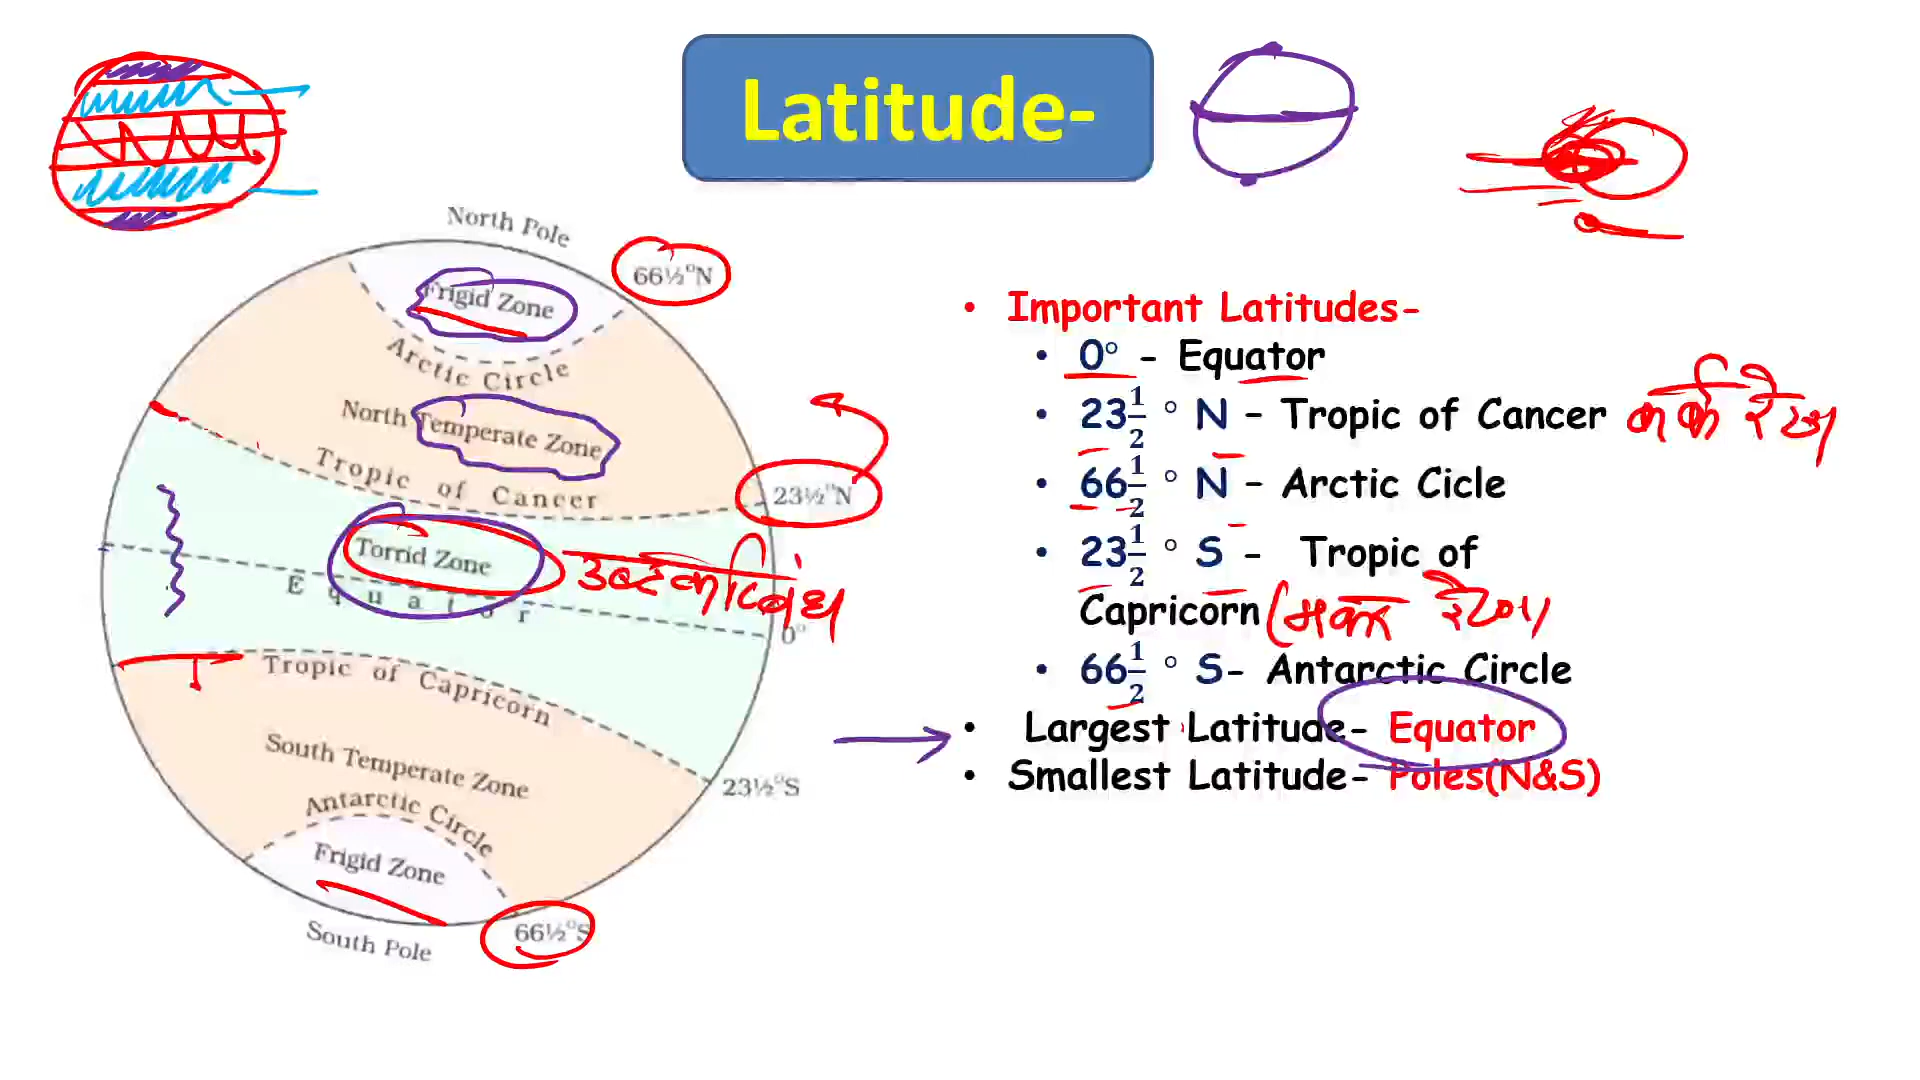 Latitude-
North Pole
66½°N
Frigid Zone
Arctic Circle
North Temperate Zone
Tropic of Cancer
23½°N
Torrid Zone
Equator
0°
Tropic of Capricorn
South Temperate Zone
23½°S
Antarctic Circle
Frigid Zone
66½°S
South Pole
• Important Latitudes-
• 0° - Equator
• 23½ ° N - Tropic of Cancer कर्क रेखा
• 66½ ° N - Arctic Cicle
• 23½ ° S - Tropic of
Capricorn (मकर रेखा
• 66½ ° S- Antarctic Circle
• Largest Latitude- Equator
• Smallest Latitude- Poles(N&S)